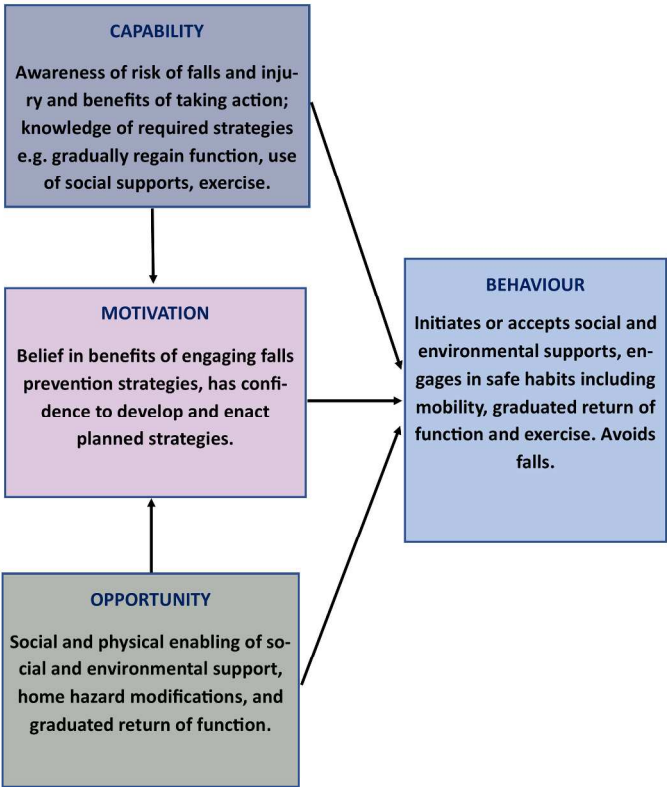 CAPABILITY
Awareness of risk of falls and inju-
ry and benefits of taking action;
knowledge of required strategies
e.g. gradually regain function, use
of social supports, exercise.
MOTIVATION
Belief in benefits of engaging falls
prevention strategies, has confi-
dence to develop and enact
planned strategies.
BEHAVIOUR
Initiates or accepts social and
environmental supports, en-
gages in safe habits including
mobility, graduated return of
function and exercise. Avoids
falls.
OPPORTUNITY
Social and physical enabling of so-
cial and environmental support,
home hazard modifications, and
graduated return of function.